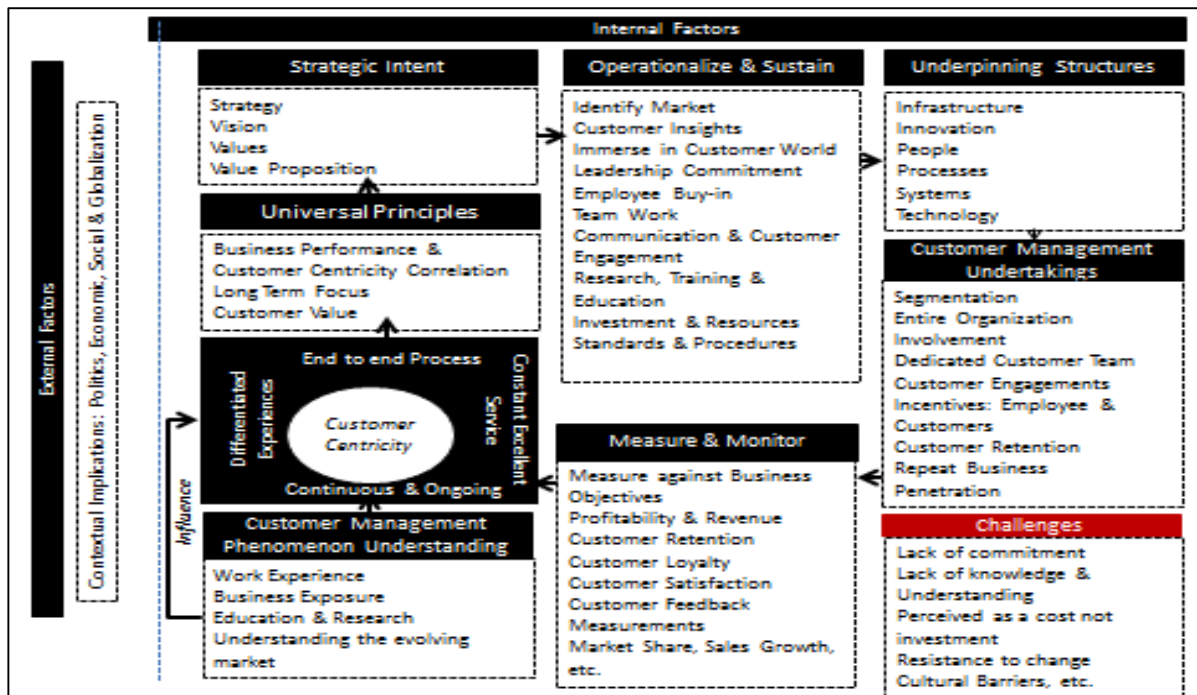 Internal Factors
External Factors
Contextual Implications: Politics, Economic, Social & Globalization
Strategic Intent
Strategy
Vision
Values
Value Proposition
Universal Principles
Business Performance &
Customer Centricity Correlation
Long Term Focus
Customer Value
End to end Process
Differentiated
Experiences
Customer
Centricity
Constant Excellent
Service
Continuous & Ongoing
Influence
Customer Management
Phenomenon Understanding
Work Experience
Business Exposure
Education & Research
Understanding the evolving
market
Operationalize & Sustain
Identify Market
Customer Insights
Immerse in Customer World
Leadership Commitment
Employee Buy-in
Team Work
Communication & Customer
Engagement
Research, Training &
Education
Investment & Resources
Standards & Procedures
Measure & Monitor
Measure against Business
Objectives
Profitability & Revenue
Customer Retention
Customer Loyalty
Customer Satisfaction
Customer Feedback
Measurements
Market Share, Sales Growth,
etc.
Underpinning Structures
Infrastructure
Innovation
People
Processes
Systems
Technology
Customer Management
Undertakings
Segmentation
Entire Organization
Involvement
Dedicated Customer Team
Customer Engagements
Incentives: Employee &
Customers
Customer Retention
Repeat Business
Penetration
Challenges
Lack of commitment
Lack of knowledge &
Understanding
Perceived as a cost not
investment
Resistance to change
Cultural Barriers, etc.